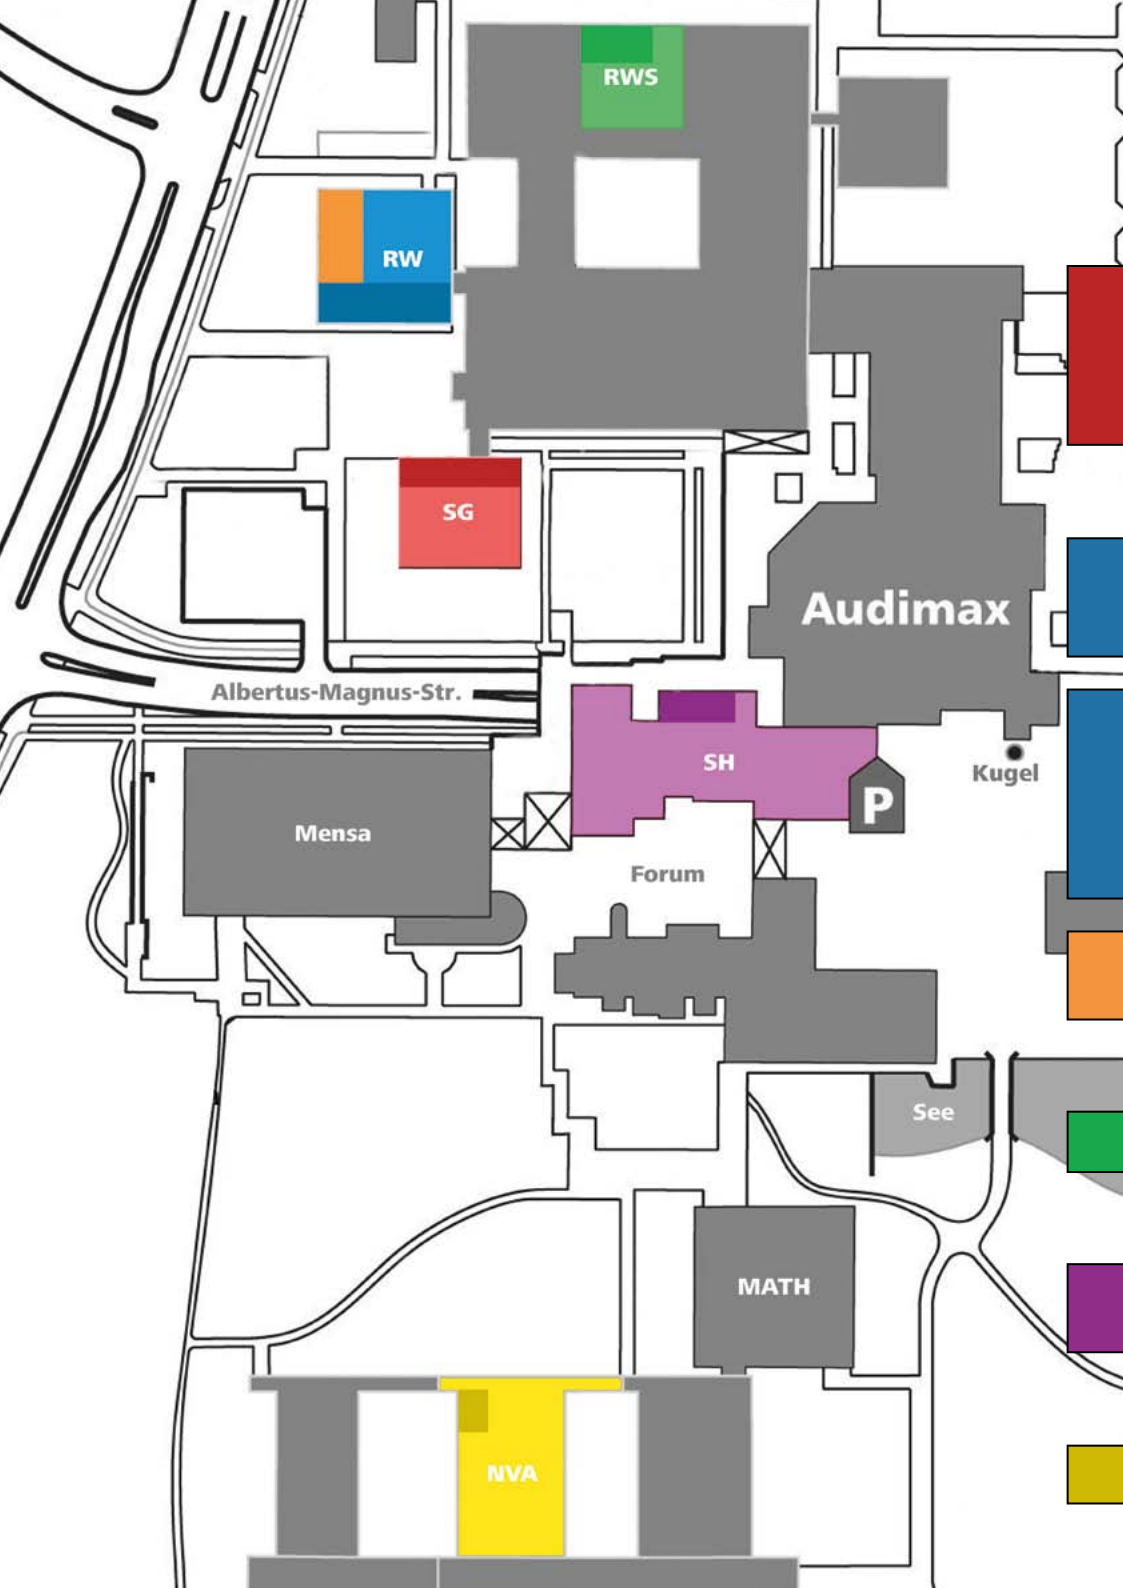 RWS
RW
SG
Audimax
Albertus-Magnus-Str.
SH
Kugel
P
Mensa
Forum
See
MATH
NVA